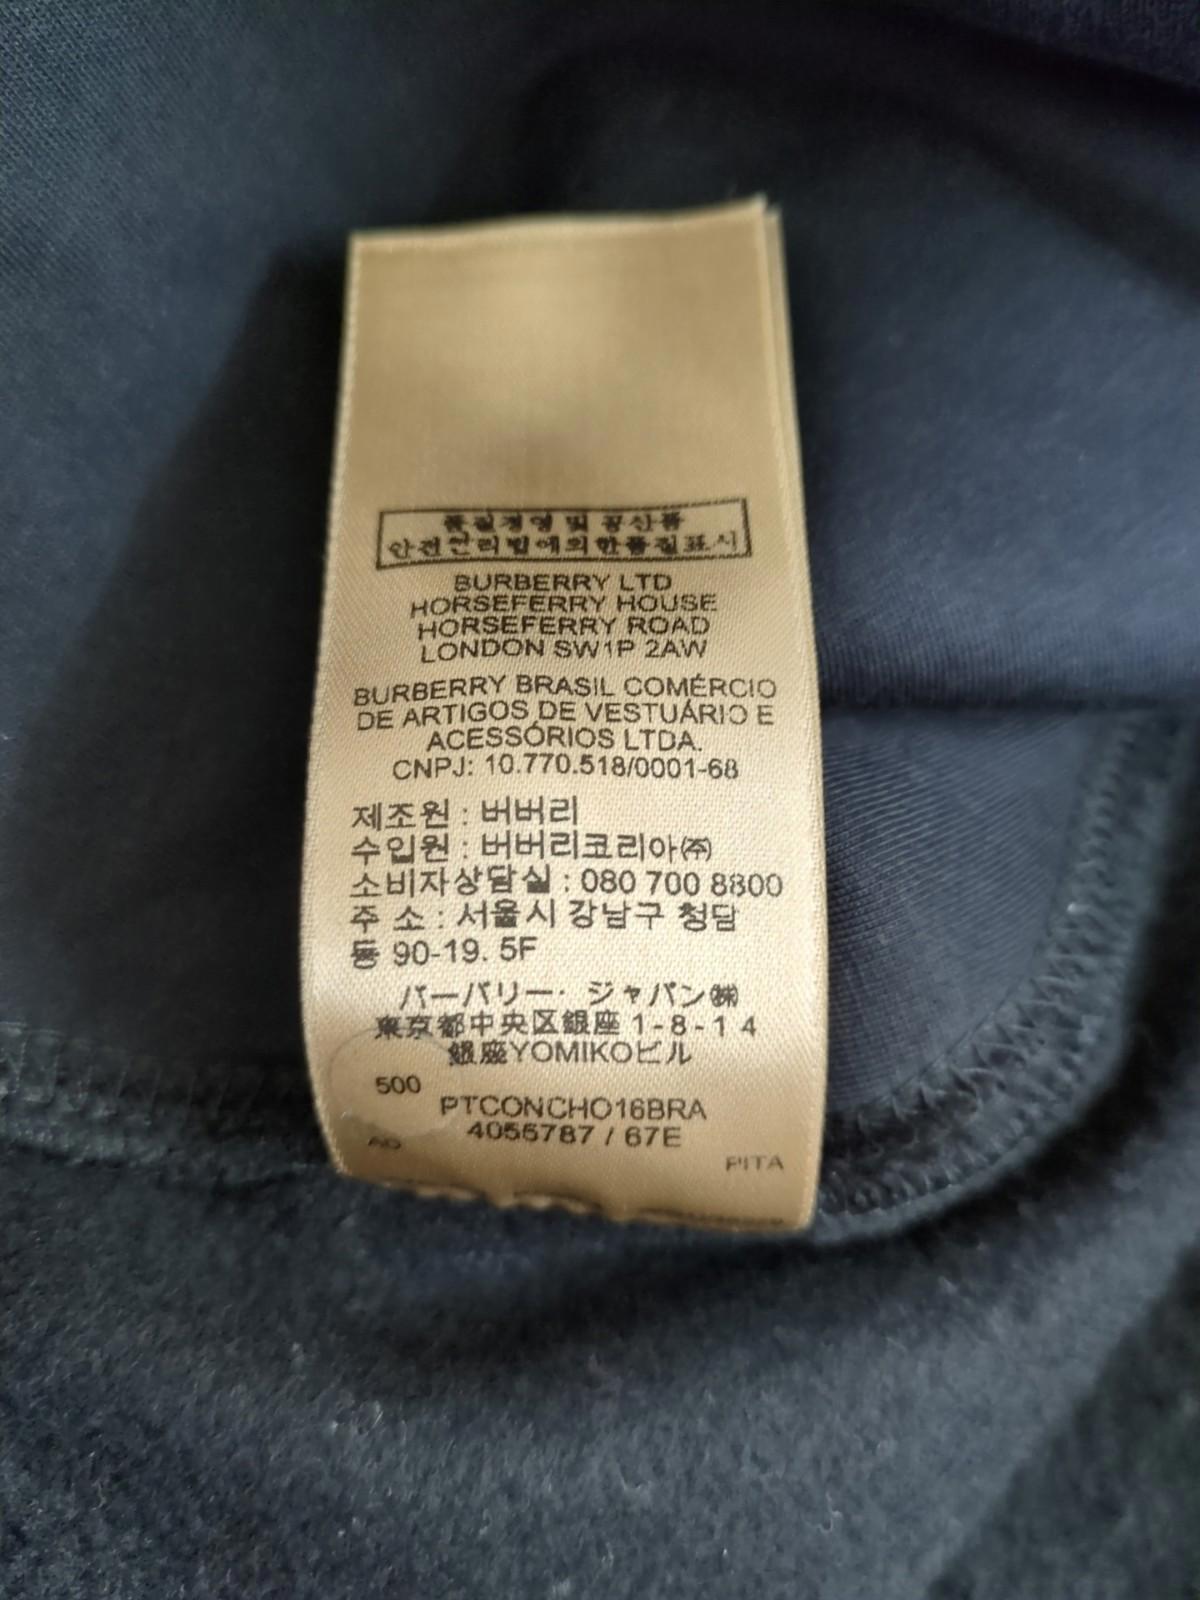 품질경영 및 공산품
안전관리법에의한품질표시
BURBERRY LTD
HORSEFERRY HOUSE
HORSEFERRY ROAD
LONDON SW1P 2AW
BURBERRY BRASIL COMÉRCIO
DE ARTIGOS DE VESTUÁRIO E
ACESSÓRIOS LTDA.
CNPJ: 10.770.518/0001-68
제조원 : 버버리
수입원 : 버버리코리아㈜
소비자상담실 : 080 700 8800
주 소 : 서울시 강남구 청담
동 90-19. 5F
バーバリー・ジャパン㈱
東京都中央区銀座 1-8-14
銀座YOMIKOビル
500
PTCONCHO16BRA
4055787 / 67E
PITA